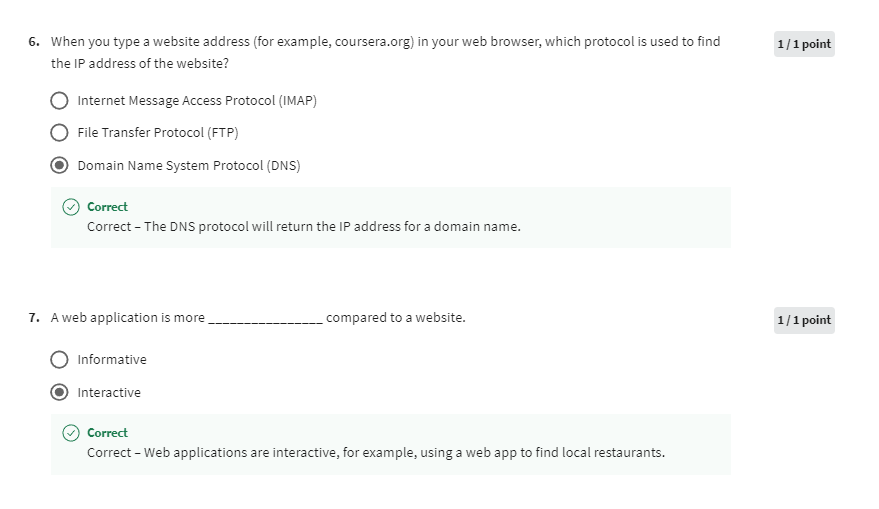 6. When you type a website address (for example, coursera.org) in your web browser, which protocol is used to find
1 / 1 point
the IP address of the website?
Internet Message Access Protocol (IMAP)
File Transfer Protocol (FTP)
Domain Name System Protocol (DNS)
Correct
Correct – The DNS protocol will return the IP address for a domain name.
7. A web application is more ________________ compared to a website.
1 / 1 point
Informative
Interactive
Correct
Correct – Web applications are interactive, for example, using a web app to find local restaurants.